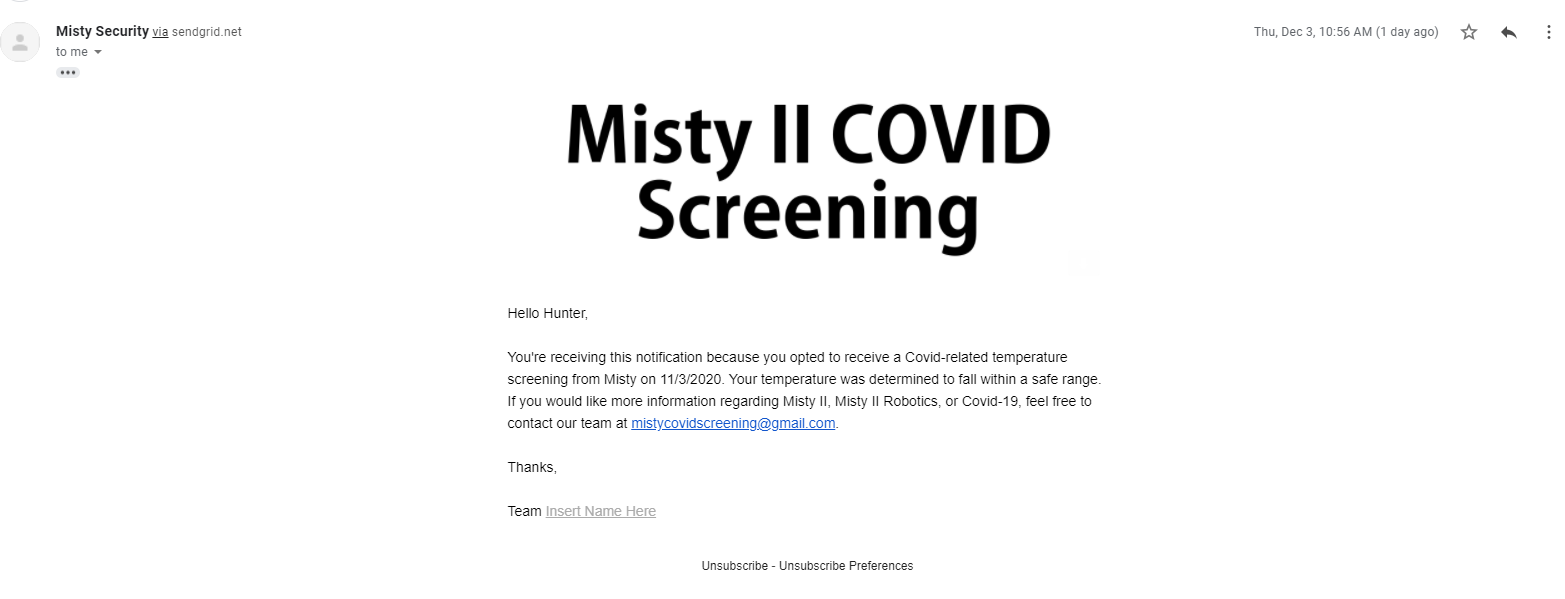 Misty Security via sendgrid.net
Thu, Dec 3, 10:56 AM (1 day ago)
to me
Misty II COVID
Screening
Hello Hunter,
You're receiving this notification because you opted to receive a Covid-related temperature
screening from Misty on 11/3/2020. Your temperature was determined to fall within a safe range.
If you would like more information regarding Misty II, Misty II Robotics, or Covid-19, feel free to
contact our team at mistycovidscreening@gmail.com.
Thanks,
Team Insert Name Here
Unsubscribe - Unsubscribe Preferences